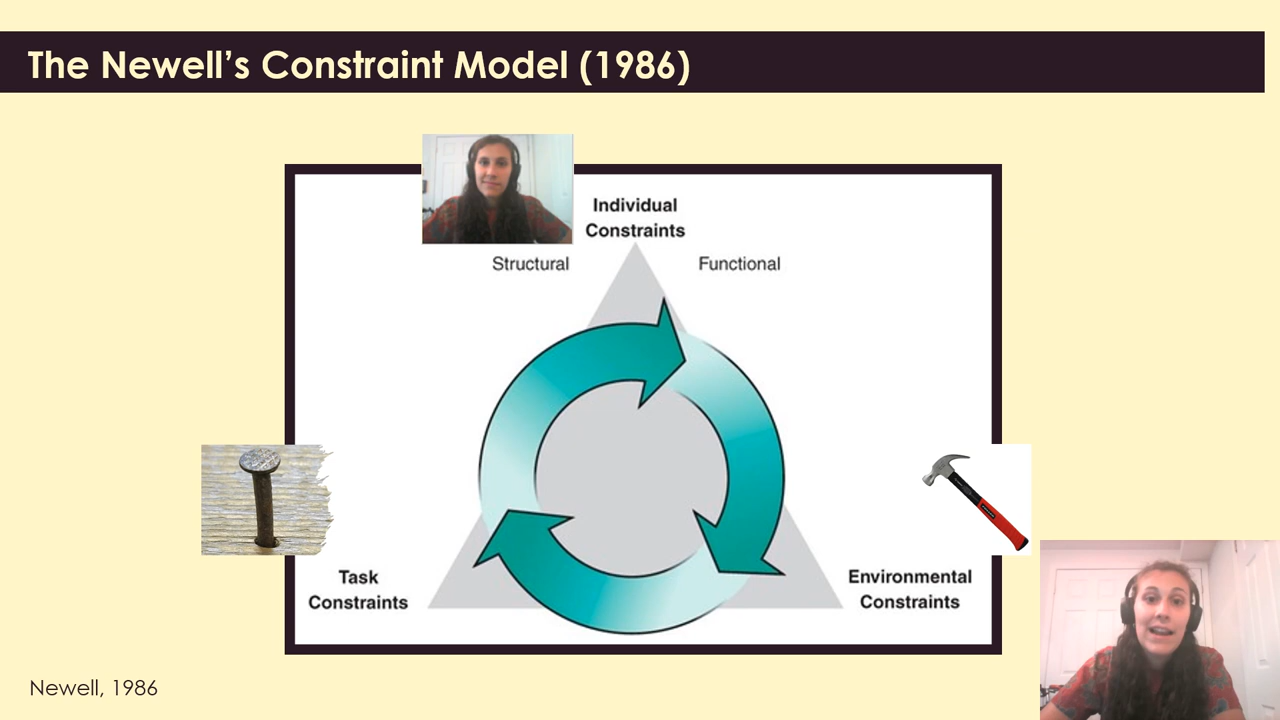 The Newell's Constraint Model (1986)
Individual
Constraints
Structural
Functional
Task
Constraints
Environmental
Constraints
Newell, 1986